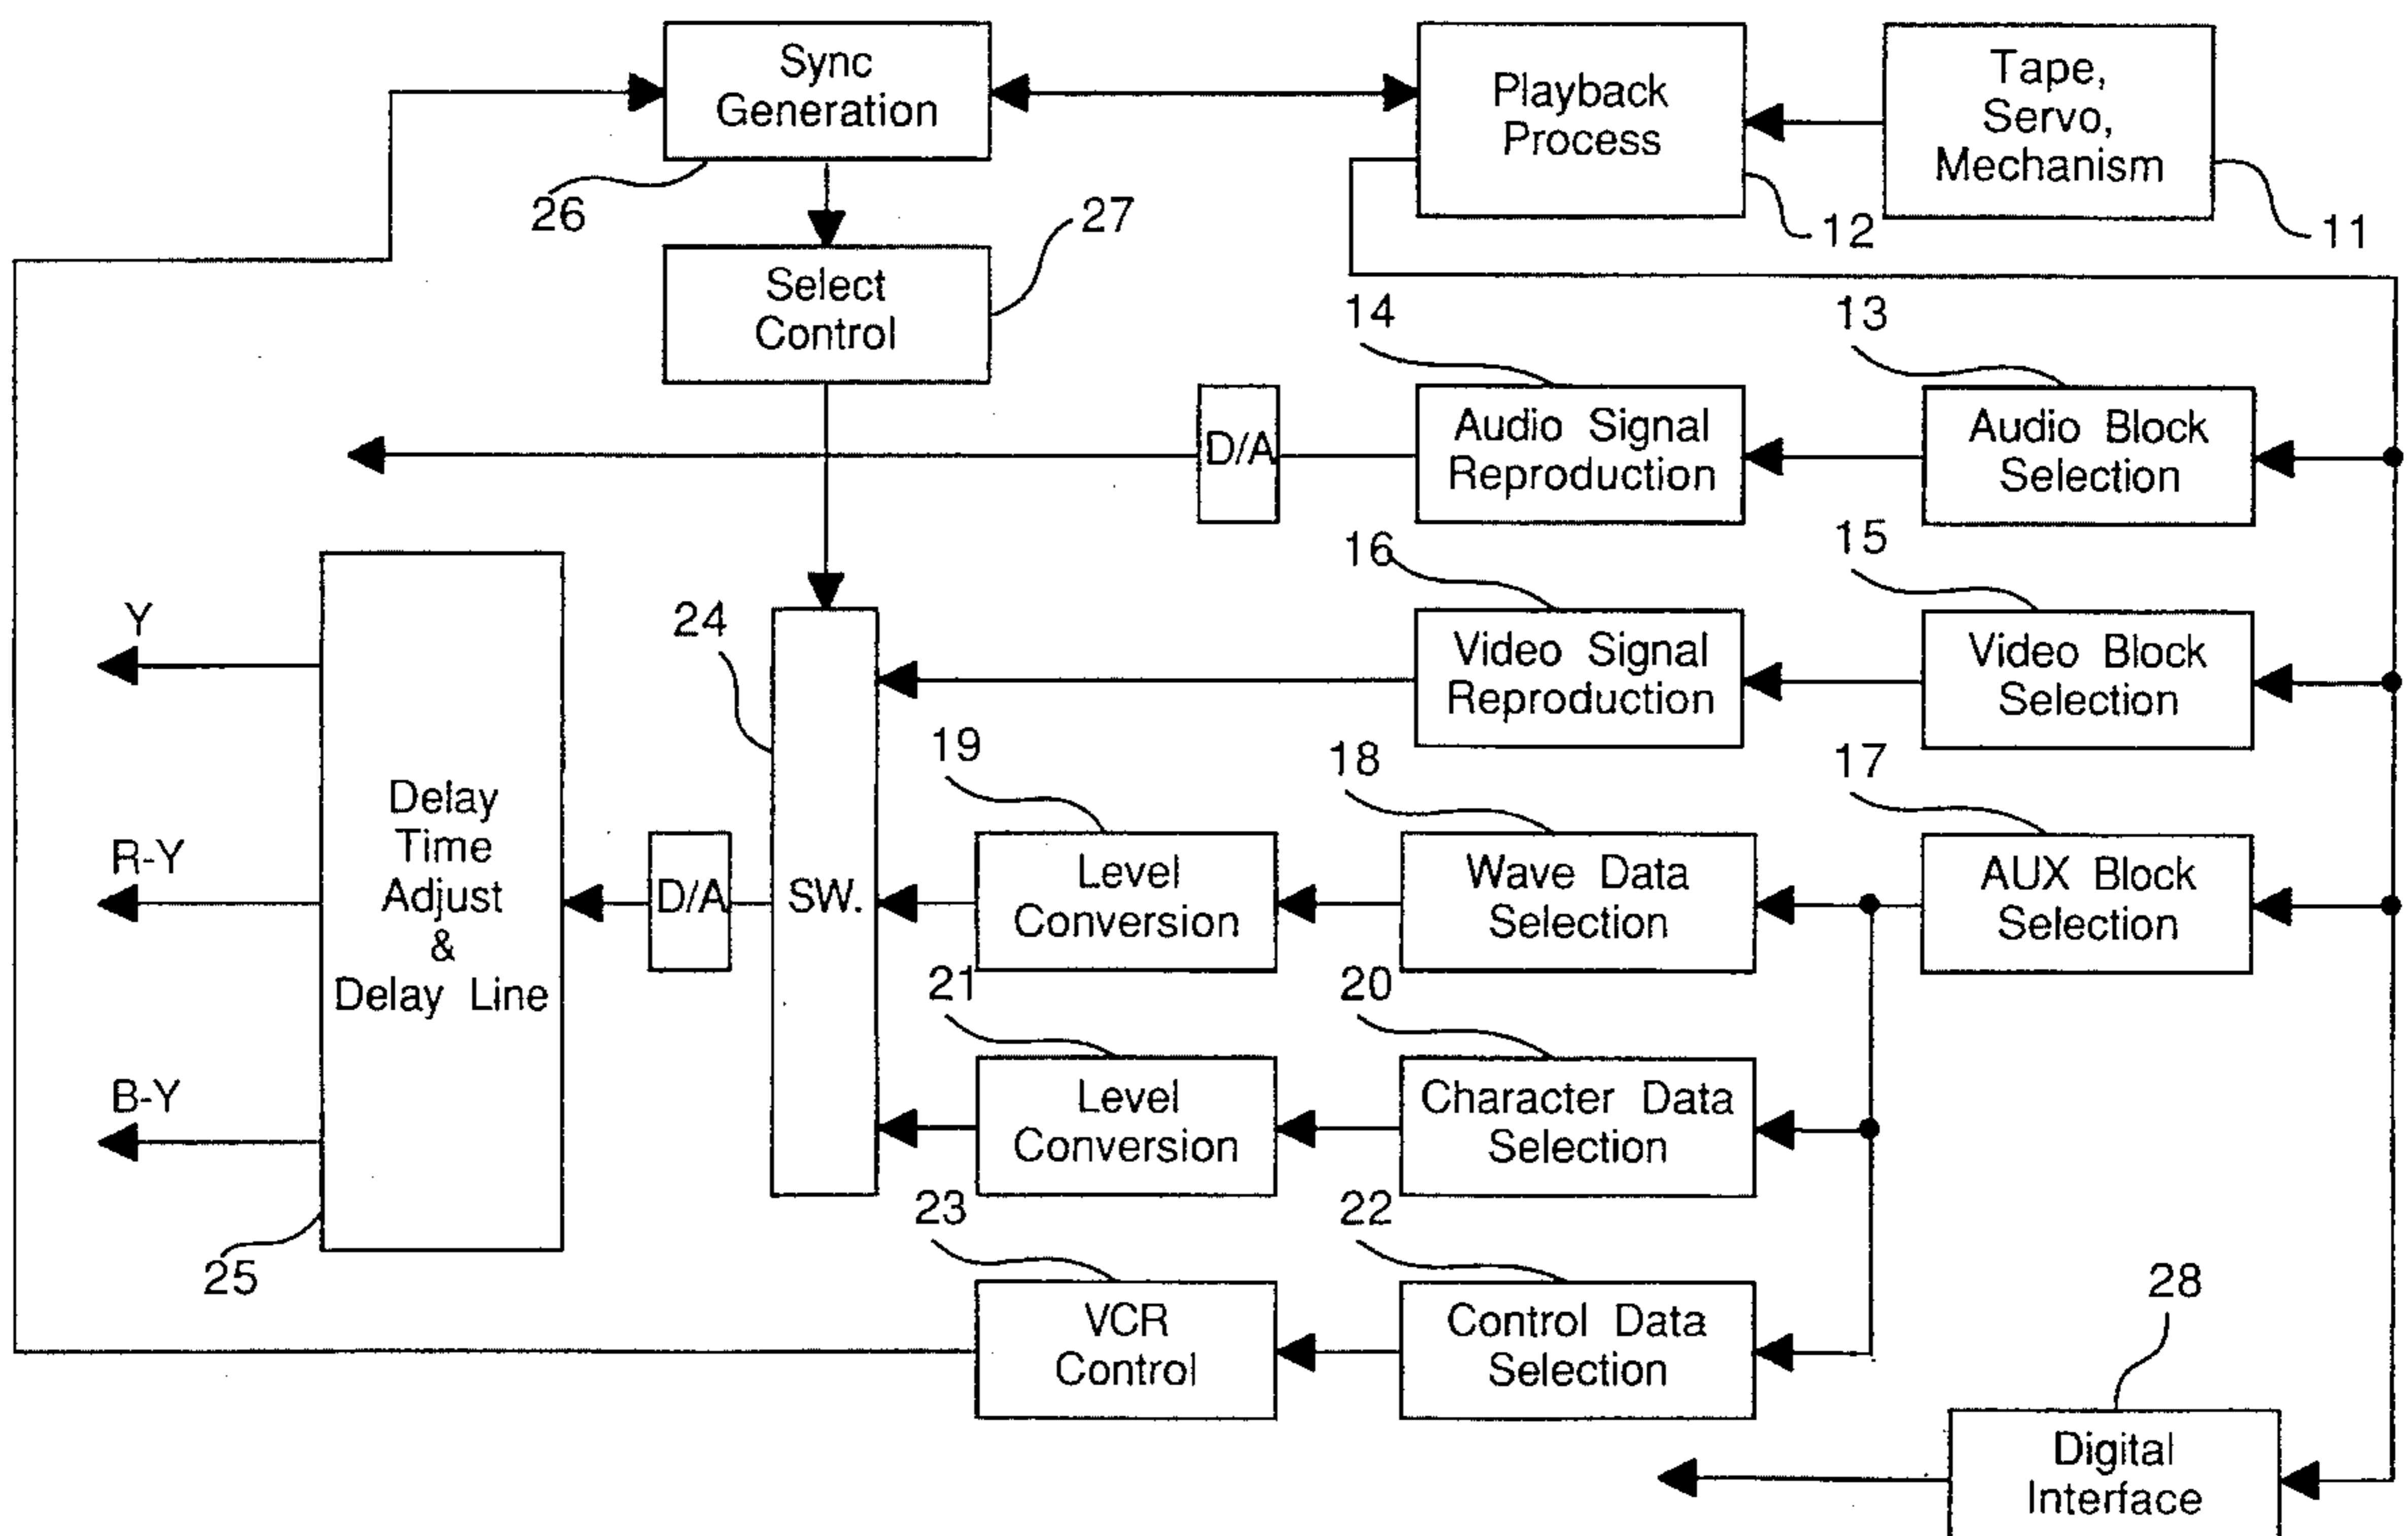 Sync
Generation
Playback
Process
Tape,
Servo,
Mechanism
26
27
12
11
Select
Control
14
13
D/A
Audio Signal
Reproduction
Audio Block
Selection
16
15
Y
24
Video Signal
Reproduction
Video Block
Selection
19
18
17
Delay
Time
Adjust
&
Delay Line
R-Y
D/A
SW.
Level
Conversion
Wave Data
Selection
AUX Block
Selection
21
20
B-Y
Level
Conversion
Character Data
Selection
25
23
22
28
VCR
Control
Control Data
Selection
Digital
Interface